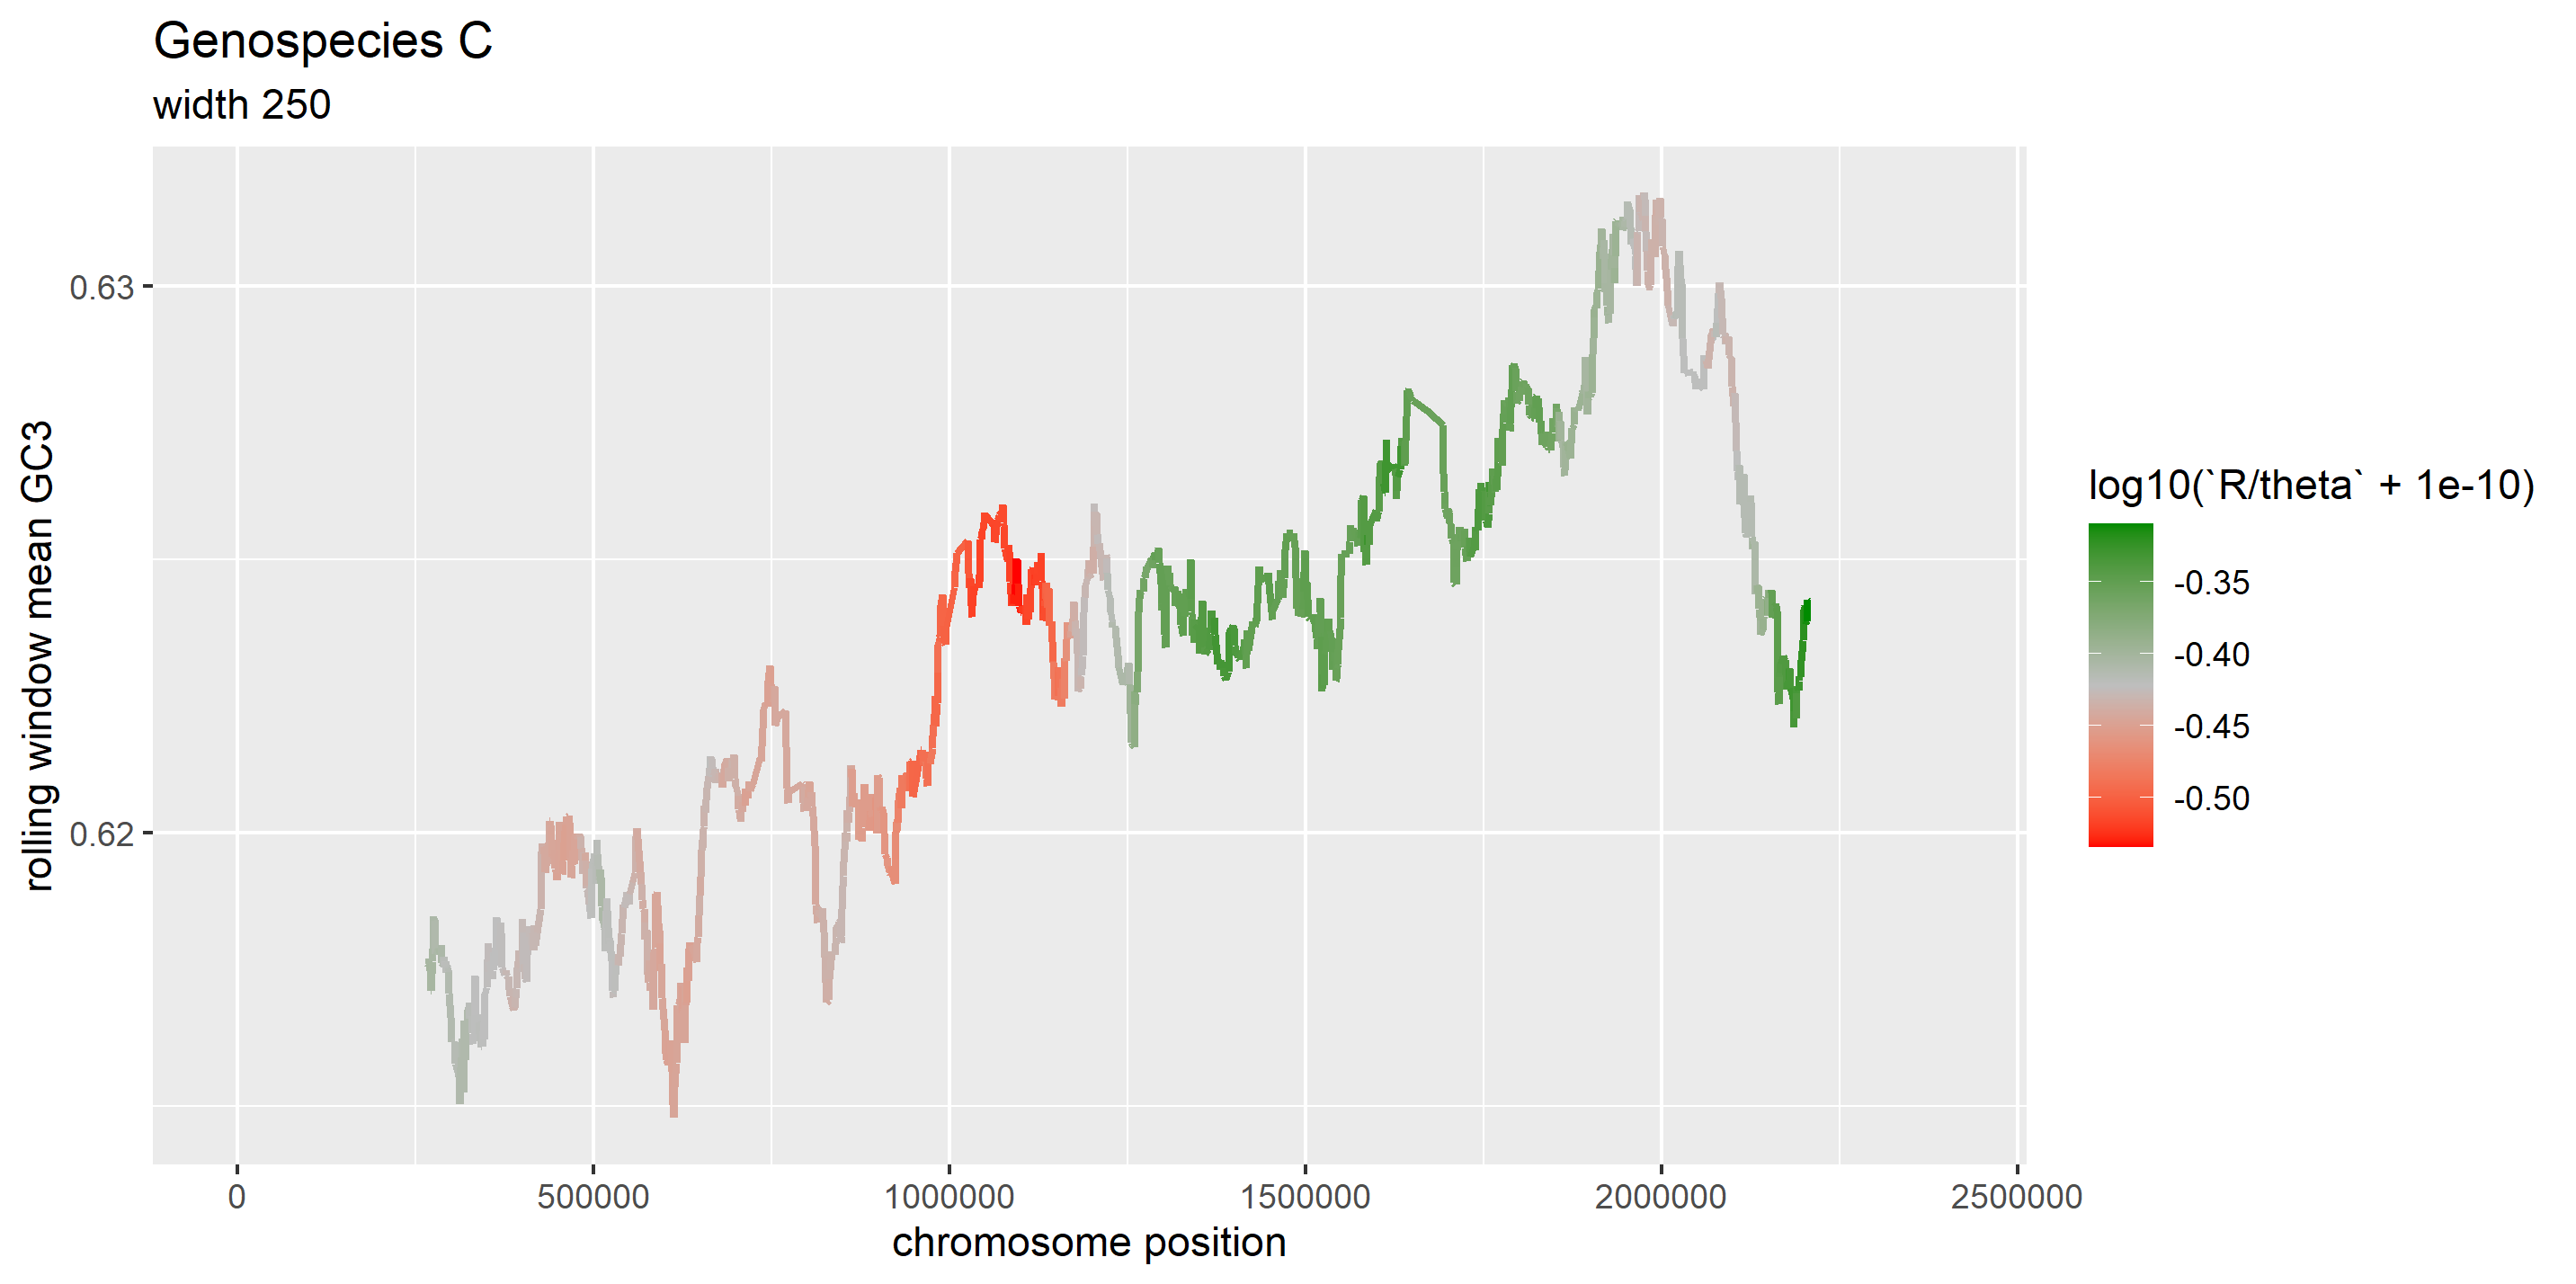 Genospecies C
width 250
rolling window mean GC3
0.63
0.62
0
500000
1000000
1500000
2000000
2500000
chromosome position
log10(`R/theta` + 1e-10)
-0.35
-0.40
-0.45
-0.50